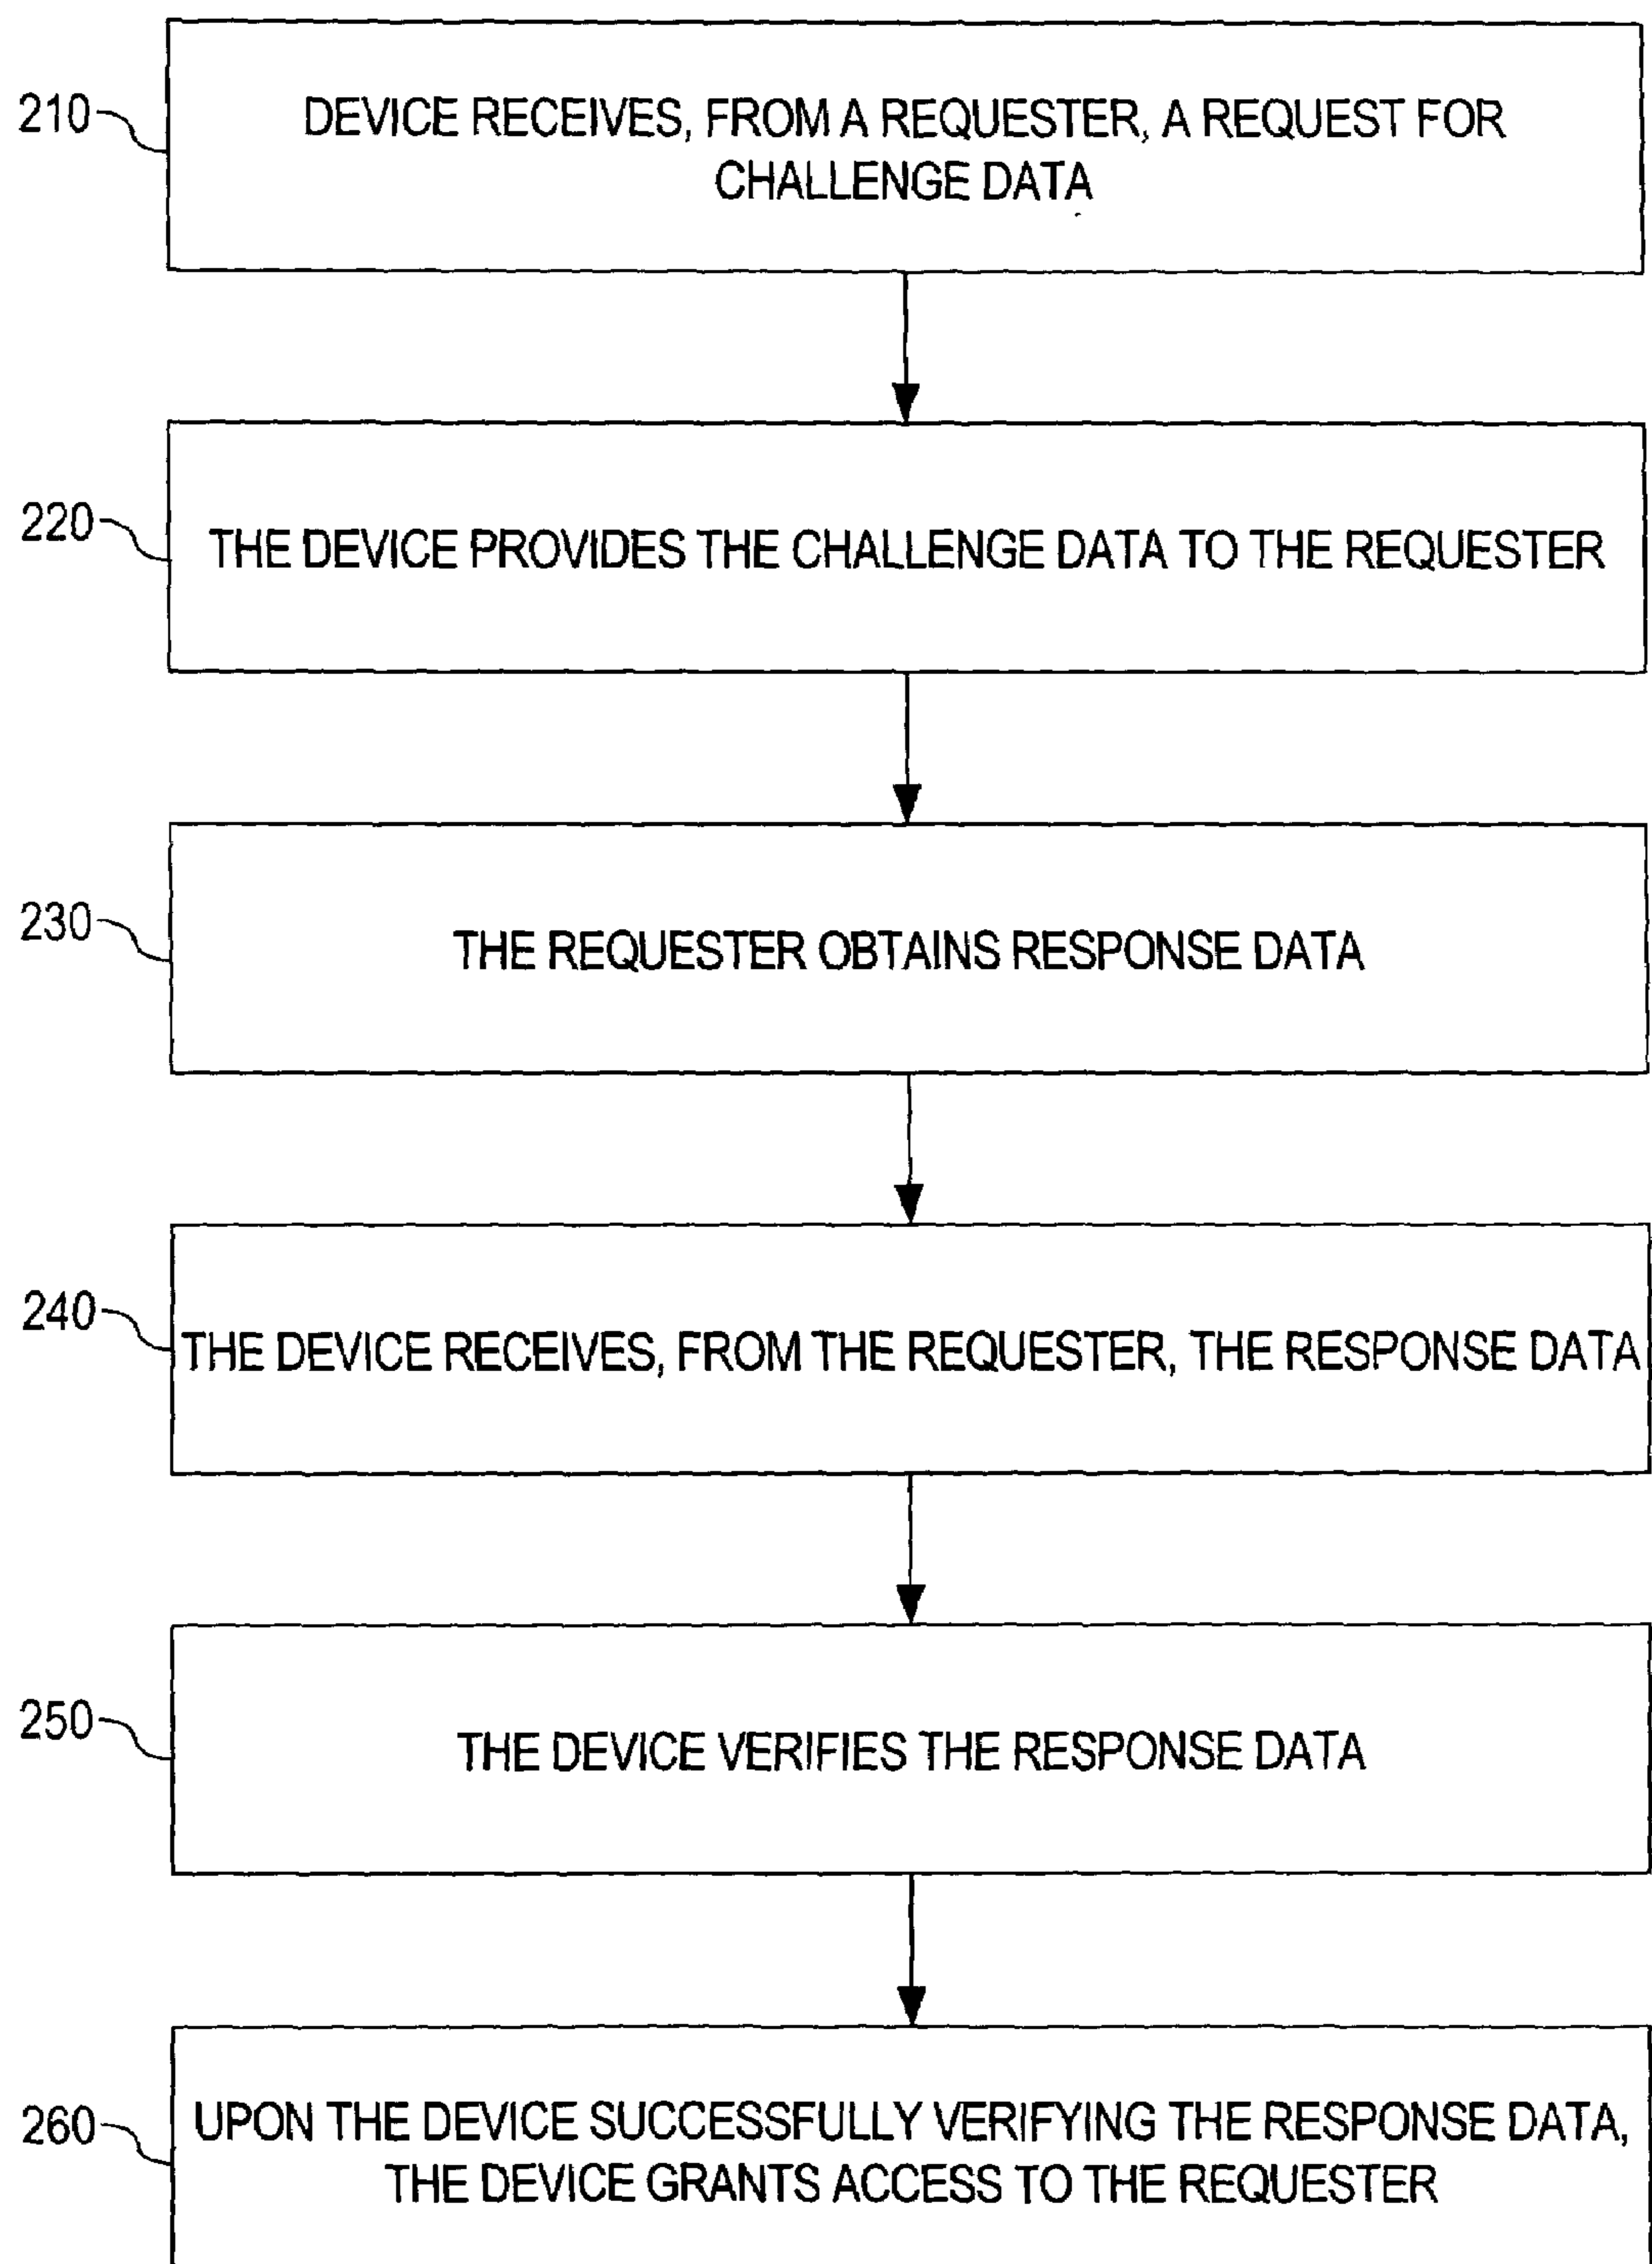 210
DEVICE RECEIVES, FROM A REQUESTER, A REQUEST FOR
CHALLENGE DATA
220
THE DEVICE PROVIDES THE CHALLENGE DATA TO THE REQUESTER
230
THE REQUESTER OBTAINS RESPONSE DATA
240
THE DEVICE RECEIVES, FROM THE REQUESTER, THE RESPONSE DATA
250
THE DEVICE VERIFIES THE RESPONSE DATA
260
UPON THE DEVICE SUCCESSFULLY VERIFYING THE RESPONSE DATA,
THE DEVICE GRANTS ACCESS TO THE REQUESTER